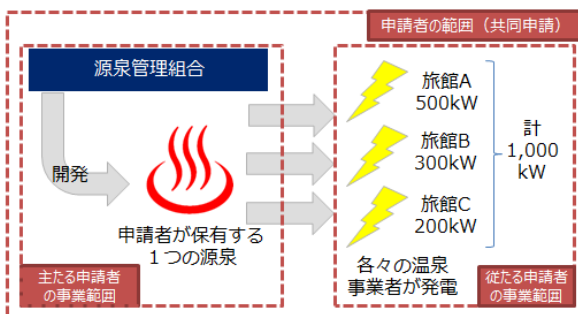 申請者の範囲（共同申請）
源泉管理組合
開発
申請者が保有する
１つの源泉
主たる申請者
の事業範囲
旅館A
500kW
旅館B
300kW
旅館C
200kW
計
1,000
kW
各々の温泉
事業者が発電
従たる申請者
の事業範囲